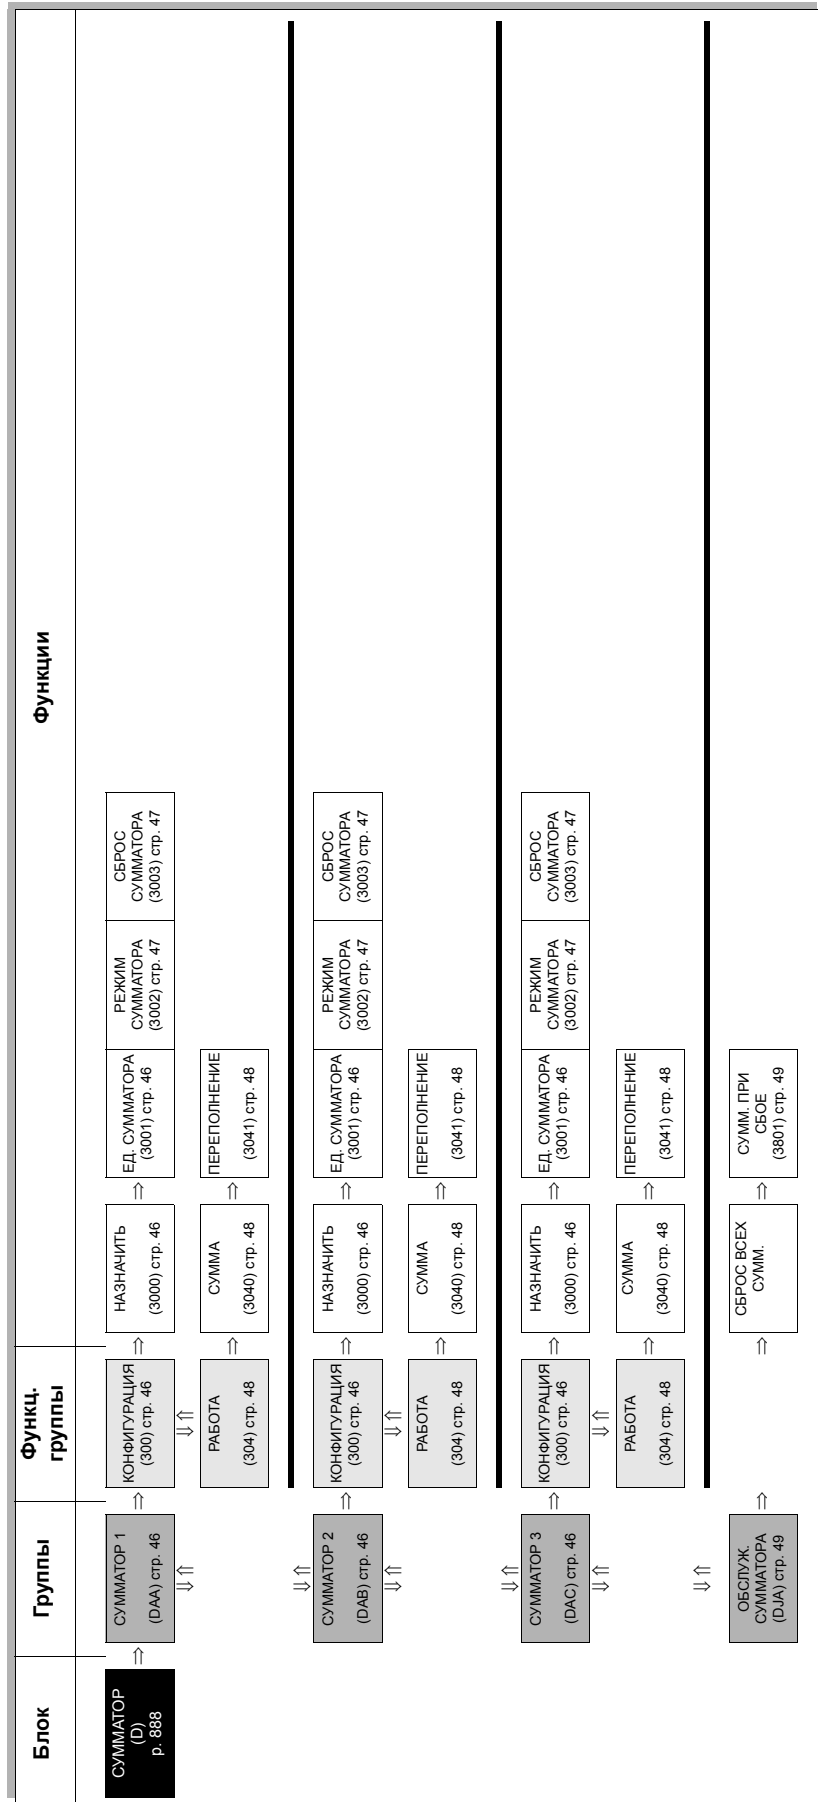 Блок
Группы
Функц.
группы
Функции
СУММАТОР
(D)
p. 888
⇒
СУММАТОР 1
(DAA) стр. 46
⇒
КОНФИГУРАЦИЯ
(300) стр. 46
⇒
НАЗНАЧИТЬ
(3000) стр. 46
⇒
ЕД. СУММАТОРА
(3001) стр. 46
РЕЖИМ
СУММАТОРА
(3002) стр. 47
СБРОС
СУММАТОРА
(3003) стр. 47
⇓⇑
⇓⇑
РАБОТА
(304) стр. 48
⇒
СУММА
(3040) стр. 48
⇒
ПЕРЕПОЛНЕНИЕ
(3041) стр. 48
⇓⇑
СУММАТОР 2
(DAB) стр. 46
⇒
КОНФИГУРАЦИЯ
(300) стр. 46
⇒
НАЗНАЧИТЬ
(3000) стр. 46
⇒
ЕД. СУММАТОРА
(3001) стр. 46
РЕЖИМ
СУММАТОРА
(3002) стр. 47
СБРОС
СУММАТОРА
(3003) стр. 47
⇓⇑
⇓⇑
РАБОТА
(304) стр. 48
⇒
СУММА
(3040) стр. 48
⇒
ПЕРЕПОЛНЕНИЕ
(3041) стр. 48
⇓⇑
СУММАТОР 3
(DAC) стр. 46
⇒
КОНФИГУРАЦИЯ
(300) стр. 46
⇒
НАЗНАЧИТЬ
(3000) стр. 46
⇒
ЕД. СУММАТОРА
(3001) стр. 46
РЕЖИМ
СУММАТОРА
(3002) стр. 47
СБРОС
СУММАТОРА
(3003) стр. 47
⇓⇑
⇓⇑
РАБОТА
(304) стр. 48
⇒
СУММА
(3040) стр. 48
⇒
ПЕРЕПОЛНЕНИЕ
(3041) стр. 48
⇓⇑
ОБСЛУЖ.
СУММАТОРА
(DJA) стр. 49
⇒
⇒
СБРОС ВСЕХ
СУММ.
⇒
СУММ. ПРИ
СБОЕ
(3801) стр. 49